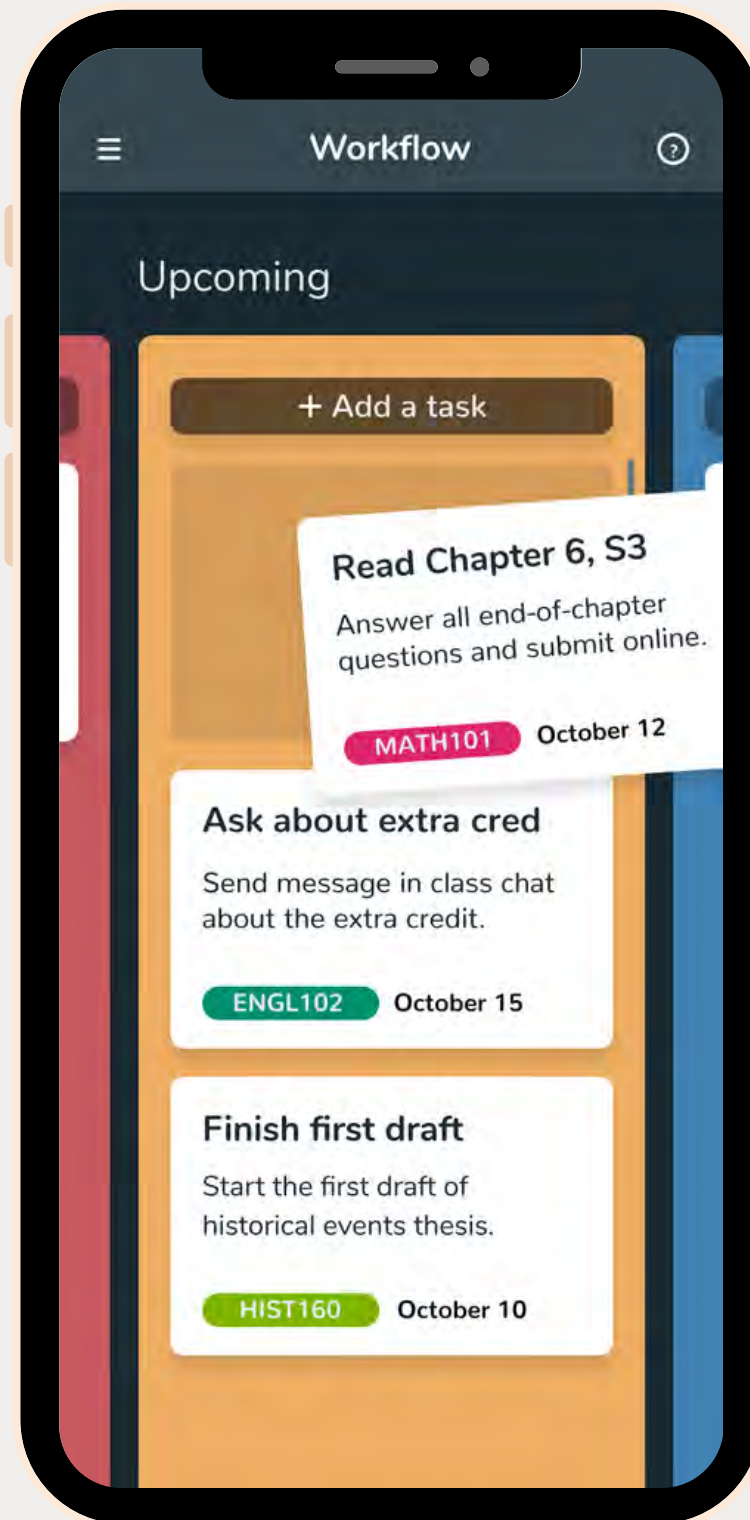 Workflow
?
Upcoming
+ Add a task
Read Chapter 6, S3
Answer all end-of-chapter
questions and submit online.
MATH101 October 12
Ask about extra cred
Send message in class chat
about the extra credit.
ENGL102 October 15
Finish first draft
Start the first draft of
historical events thesis.
HIST160 October 10